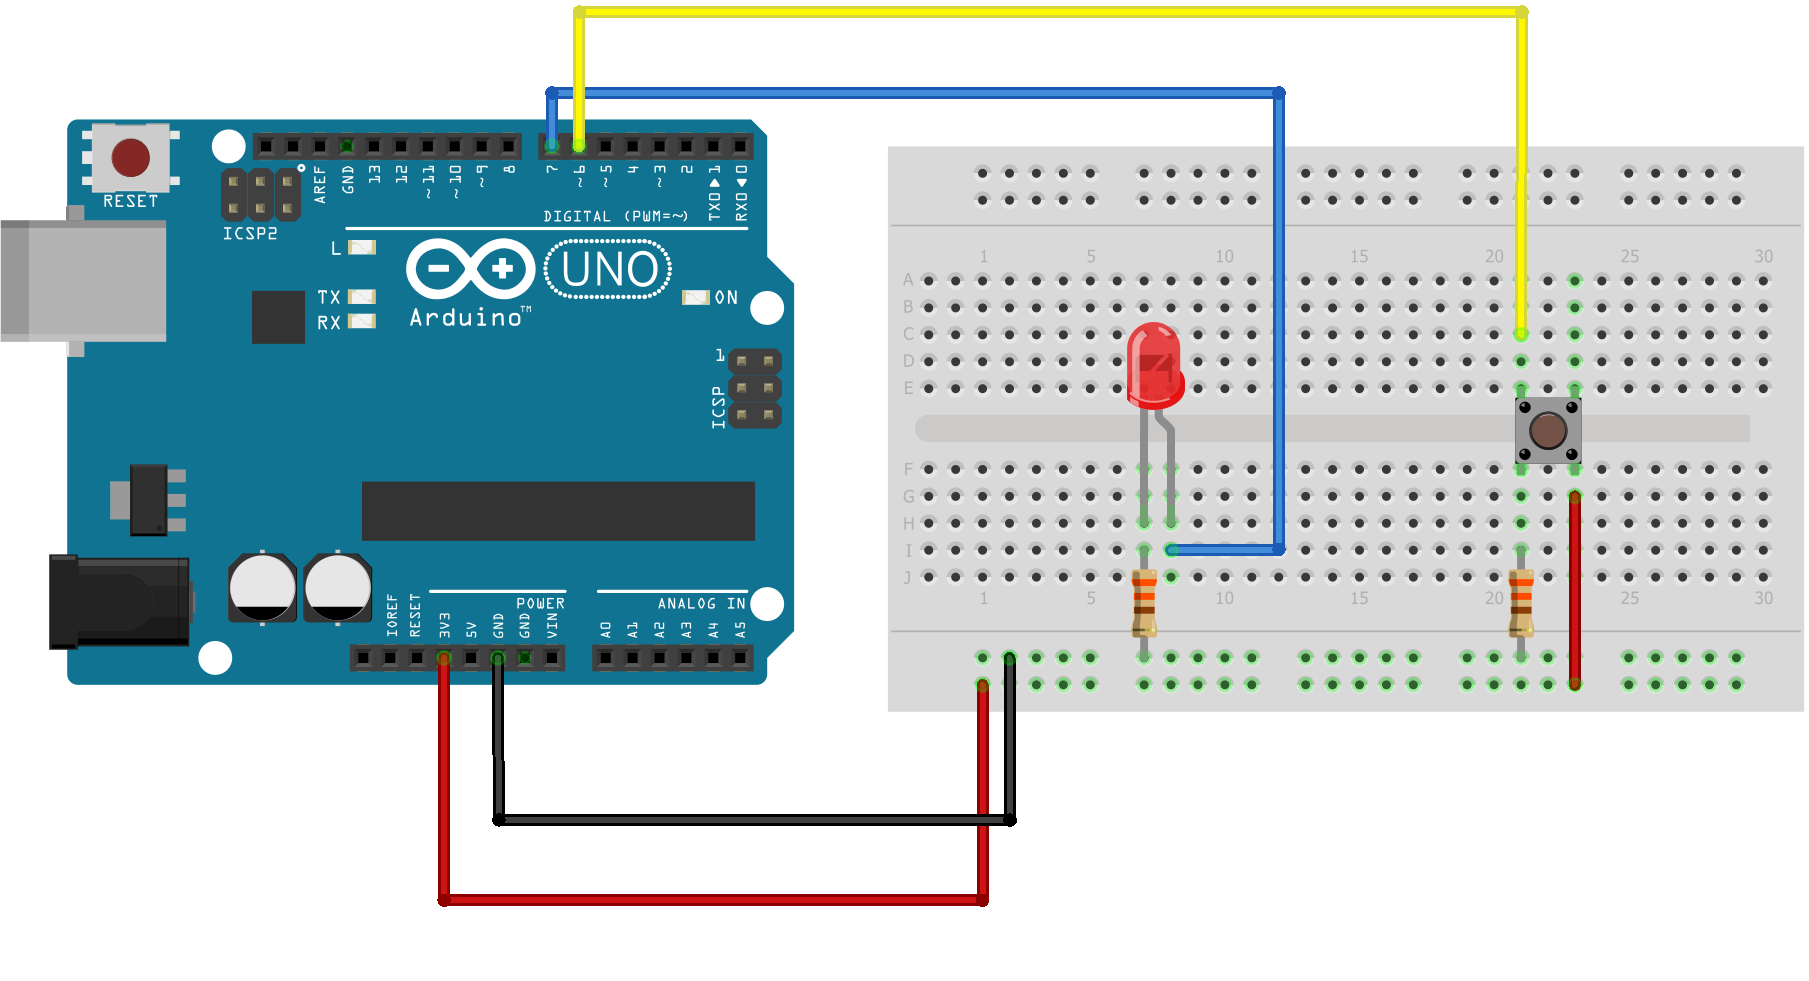 RESET
ICSP2
AREF
GND
13
12
~11
~10
~9
8
7
~6
~5
4
~3
2
TX0▶1
RX0◀0
DIGITAL (PWM=~)
L
TX
RX
UNO
Arduino™
ON
1
ICSP
IOREF
RESET
3V3
5V
GND
GND
VIN
POWER
ANALOG IN
A0
A1
A2
A3
A4
A5
1 5 10 15 20 25 30
A
B
C
D
E
F
G
H
I
J
1 5 10 15 20 25 30